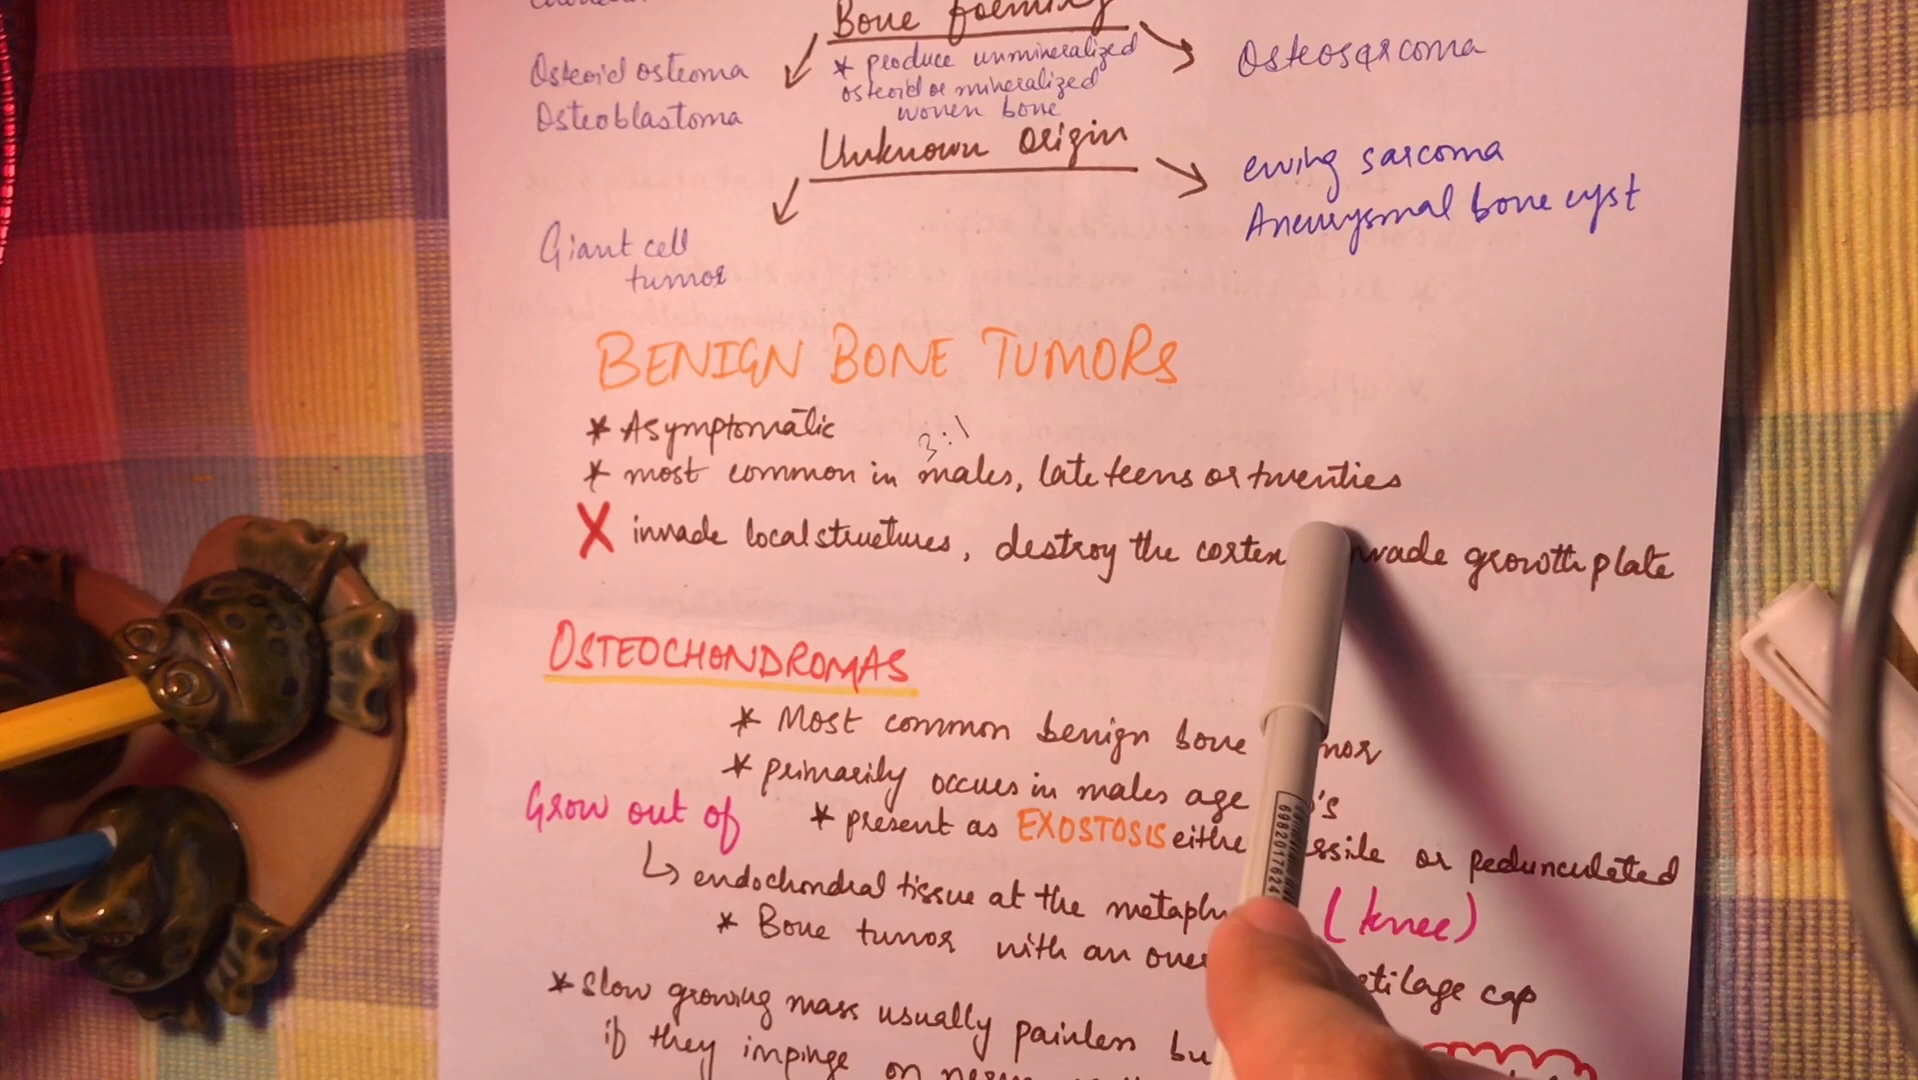 Bone forming
Osteoid osteoma
Osteoblastoma
* produce unmineralized
osteoid or mineralized
woven bone
Osteosarcoma
Unknown origin
Giant cell
tumor
ewing sarcoma
Aneurysmal bone cyst
BENIGN BONE TUMORS
* Asymptomatic
3:1
* most common in males, late teens or twenties
X invade local structures, destroy the cortex growth plate
OSTEOCHONDROMAS
* Most common benign bone
* primarily occurs in males age
Grow out of
* present as EXOSTOSIS or pedunculated
↳ endochondral tissue at the (knee)
* Bone tumor with an cap
* Slow growing mass usually painless
if they impinge on